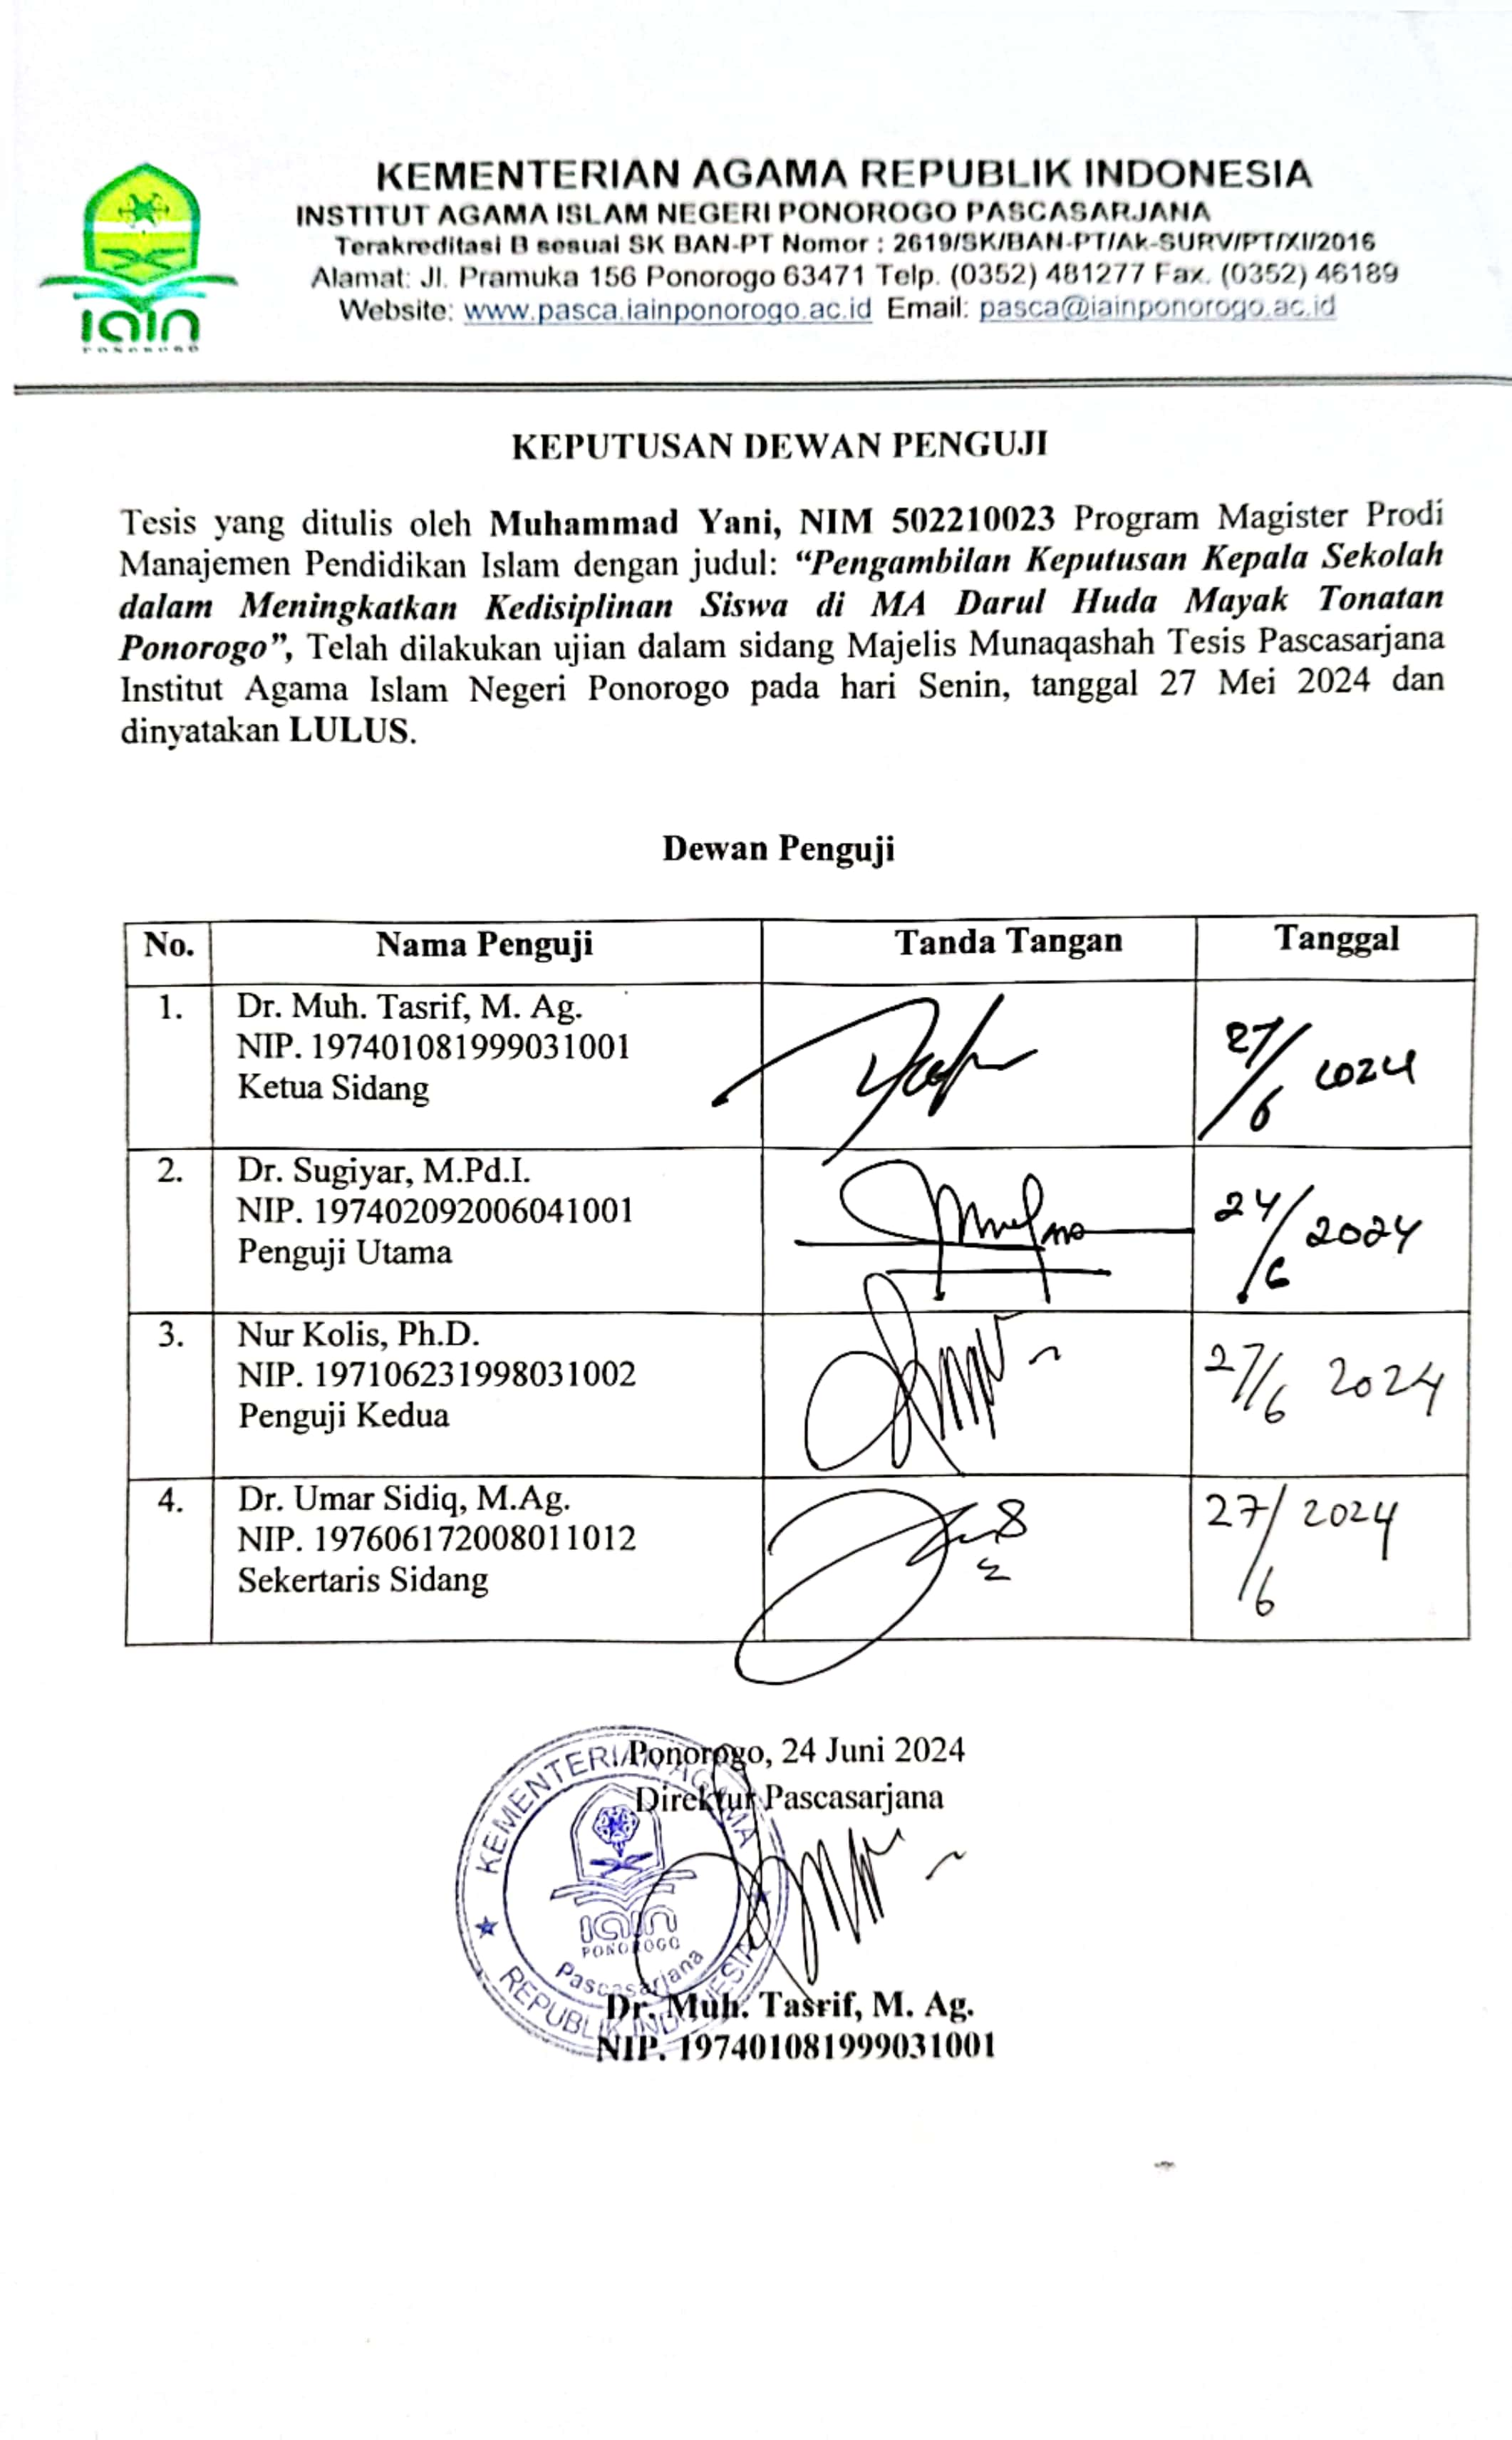 KEMENTERIAN AGAMA REPUBLIK INDONESIA
INSTITUT AGAMA ISLAM NEGERI PONOROGO PASCASARJANA
Terakreditasi B sesuai SK BAN-PT Nomor : 2619/SK/BAN-PT/Ak-SURV/PT/XI/2016
Alamat: Jl. Pramuka 156 Ponorogo 63471 Telp. (0352) 481277 Fax. (0352) 46189
Website: www.pasca.iainponorogo.ac.id Email: pasca@iainponorogo.ac.id
iain
PONOROGO
KEPUTUSAN DEWAN PENGUJI
Tesis yang ditulis oleh Muhammad Yani, NIM 502210023 Program Magister Prodi
Manajemen Pendidikan Islam dengan judul: “Pengambilan Keputusan Kepala Sekolah
dalam Meningkatkan Kedisiplinan Siswa di MA Darul Huda Mayak Tonatan
Ponorogo”, Telah dilakukan ujian dalam sidang Majelis Munaqashah Tesis Pascasarjana
Institut Agama Islam Negeri Ponorogo pada hari Senin, tanggal 27 Mei 2024 dan
dinyatakan LULUS.
Dewan Penguji
No. Nama Penguji Tanda Tangan Tanggal
1. Dr. Muh. Tasrif, M. Ag.
NIP. 197401081999031001
Ketua Sidang
27/6 2024
2. Dr. Sugiyar, M.Pd.I.
NIP. 197402092006041001
Penguji Utama
24/6 2024
3. Nur Kolis, Ph.D.
NIP. 197106231998031002
Penguji Kedua
27/6 2024
4. Dr. Umar Sidiq, M.Ag.
NIP. 197606172008011012
Sekertaris Sidang
27/6 2024
Ponorogo, 24 Juni 2024
Direktur Pascasarjana
KEMENTERIAN AGAMA
iain
PONOROGO
Pascasarjana
REPUBLIK INDONESIA
Dr. Muh. Tasrif, M. Ag.
NIP. 197401081999031001